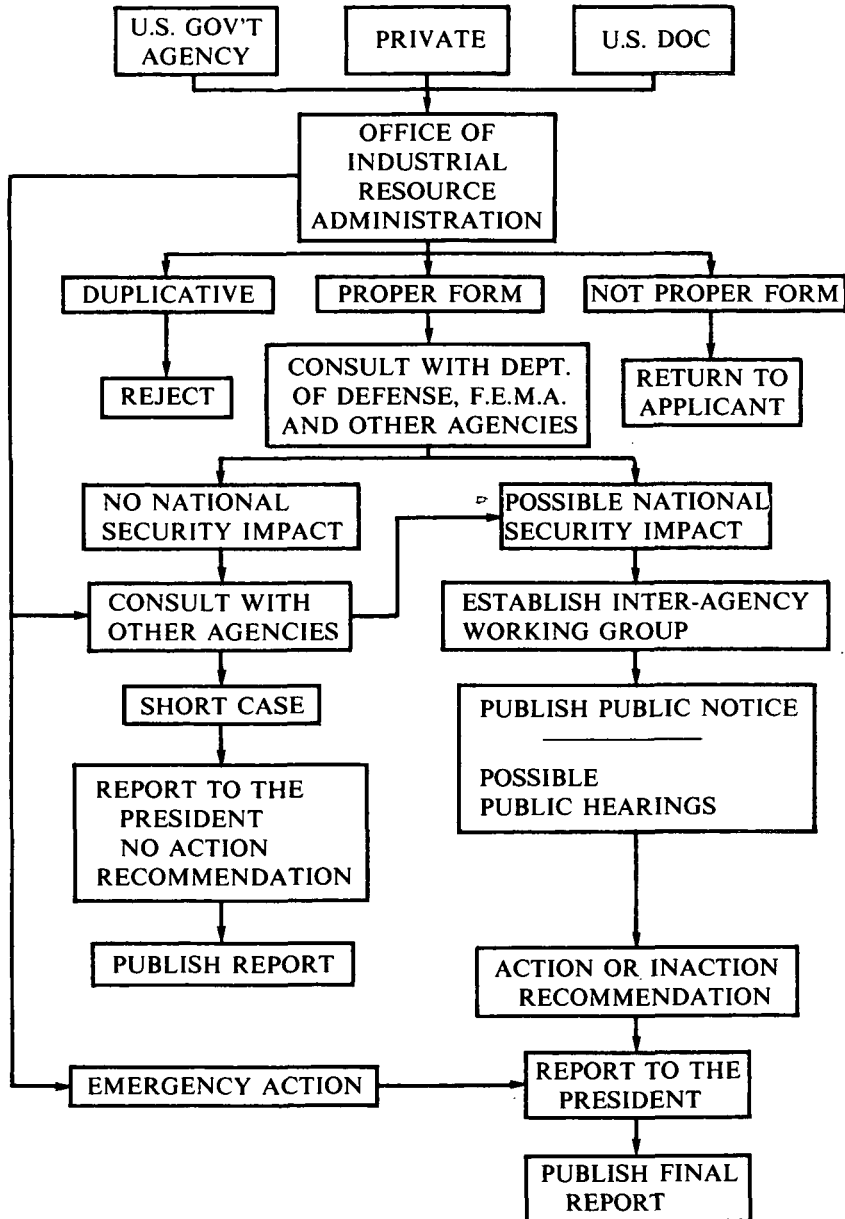 U.S. GOV'T
AGENCY
PRIVATE
U.S. DOC
OFFICE OF
INDUSTRIAL
RESOURCE
ADMINISTRATION
DUPLICATIVE
PROPER FORM
NOT PROPER FORM
REJECT
CONSULT WITH DEPT.
OF DEFENSE, F.E.M.A.
AND OTHER AGENCIES
RETURN TO
APPLICANT
NO NATIONAL
SECURITY IMPACT
POSSIBLE NATIONAL
SECURITY IMPACT
CONSULT WITH
OTHER AGENCIES
ESTABLISH INTER-AGENCY
WORKING GROUP
SHORT CASE
PUBLISH PUBLIC NOTICE
POSSIBLE
PUBLIC HEARINGS
REPORT TO THE
PRESIDENT
NO ACTION
RECOMMENDATION
PUBLISH REPORT
ACTION OR INACTION
RECOMMENDATION
EMERGENCY ACTION
REPORT TO THE
PRESIDENT
PUBLISH FINAL
REPORT